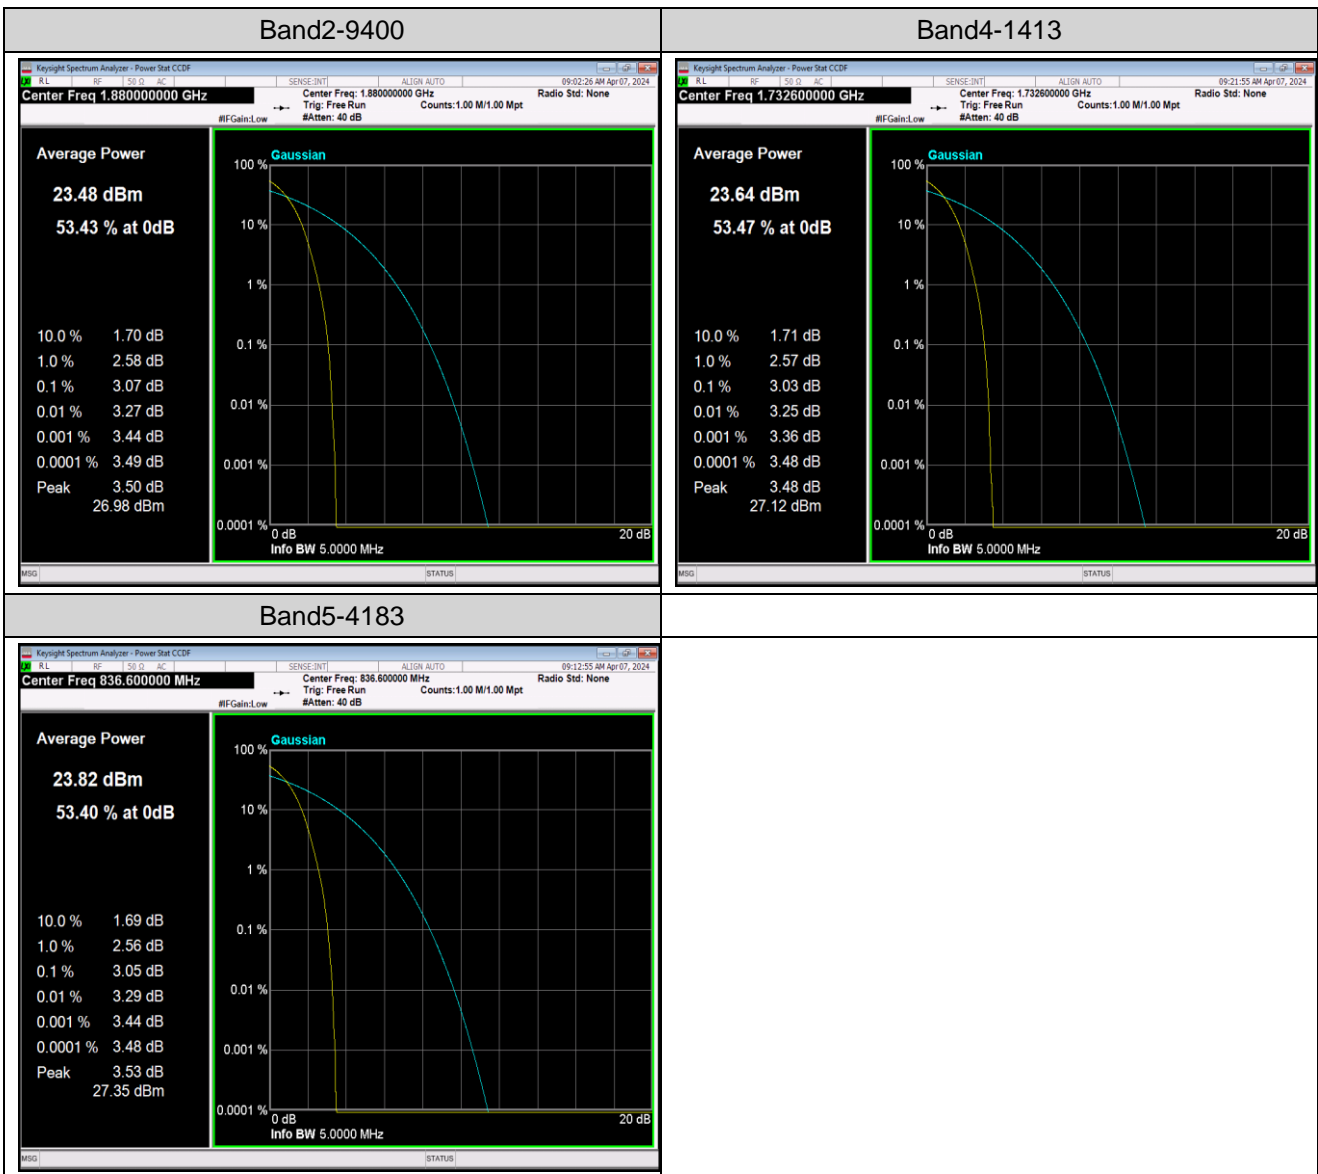 Band2-9400
Band4-1413
Keysight Spectrum Analyzer - Power Stat CCDF
RL RF 50 Ω AC SENSE:INT ALIGN AUTO 09:02:26 AM Apr 07, 2024
Center Freq 1.880000000 GHz
Center Freq: 1.880000000 GHz
Radio Std: None
Trig: Free Run
Counts:1.00 M/1.00 Mpt
#IFGain:Low
#Atten: 40 dB
Average Power
23.48 dBm
53.43 % at 0dB
10.0 % 1.70 dB
1.0 % 2.58 dB
0.1 % 3.07 dB
0.01 % 3.27 dB
0.001 % 3.44 dB
0.0001 % 3.49 dB
Peak 3.50 dB
26.98 dBm
Gaussian
100 %
10 %
1 %
0.1 %
0.01 %
0.001 %
0.0001 %
0 dB
20 dB
Info BW 5.0000 MHz
MSG
STATUS
Keysight Spectrum Analyzer - Power Stat CCDF
RL RF 50 Ω AC SENSE:INT ALIGN AUTO 09:21:55 AM Apr 07, 2024
Center Freq 1.732600000 GHz
Center Freq: 1.732600000 GHz
Radio Std: None
Trig: Free Run
Counts:1.00 M/1.00 Mpt
#IFGain:Low
#Atten: 40 dB
Average Power
23.64 dBm
53.47 % at 0dB
10.0 % 1.71 dB
1.0 % 2.57 dB
0.1 % 3.03 dB
0.01 % 3.25 dB
0.001 % 3.36 dB
0.0001 % 3.48 dB
Peak 3.48 dB
27.12 dBm
Gaussian
100 %
10 %
1 %
0.1 %
0.01 %
0.001 %
0.0001 %
0 dB
20 dB
Info BW 5.0000 MHz
MSG
STATUS
Band5-4183
Keysight Spectrum Analyzer - Power Stat CCDF
RL RF 50 Ω AC SENSE:INT ALIGN AUTO 09:12:55 AM Apr 07, 2024
Center Freq 836.600000 MHz
Center Freq: 836.600000 MHz
Radio Std: None
Trig: Free Run
Counts:1.00 M/1.00 Mpt
#IFGain:Low
#Atten: 40 dB
Average Power
23.82 dBm
53.40 % at 0dB
10.0 % 1.69 dB
1.0 % 2.56 dB
0.1 % 3.05 dB
0.01 % 3.29 dB
0.001 % 3.44 dB
0.0001 % 3.48 dB
Peak 3.53 dB
27.35 dBm
Gaussian
100 %
10 %
1 %
0.1 %
0.01 %
0.001 %
0.0001 %
0 dB
20 dB
Info BW 5.0000 MHz
MSG
STATUS